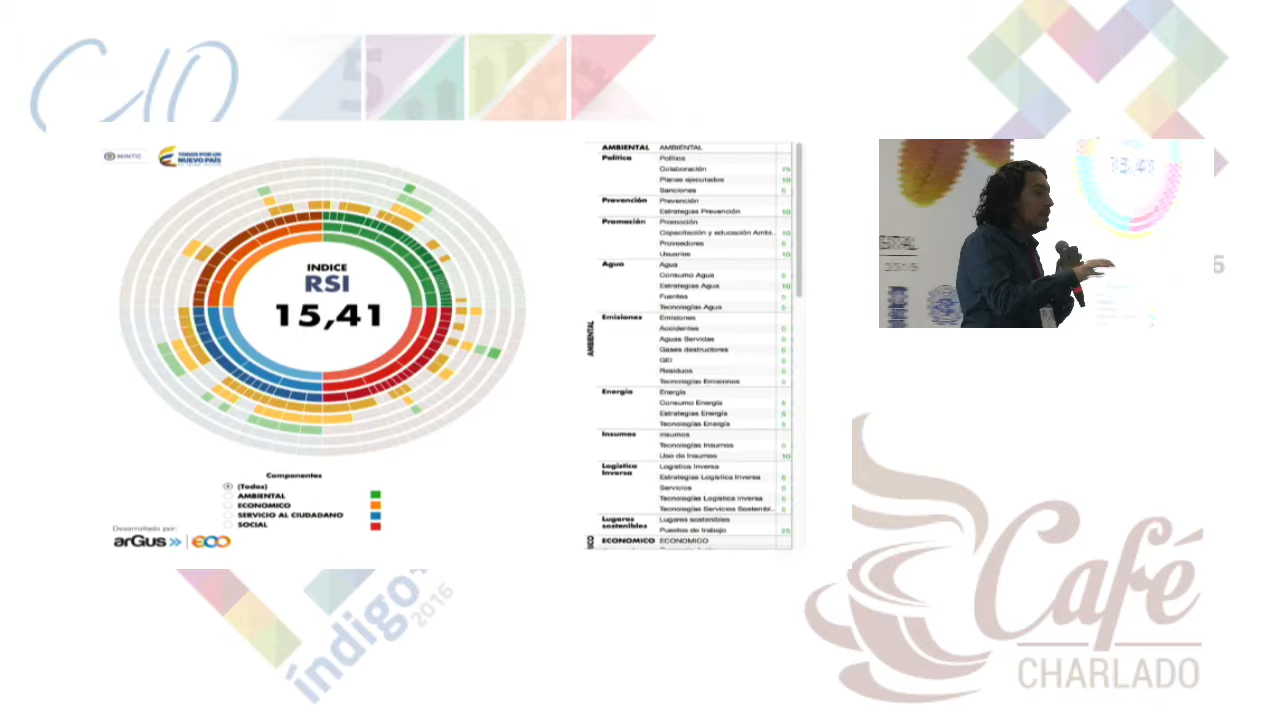 CIO
MINTIC
TODOS POR UN
NUEVO PAÍS
INDICE
RSI
15,41
Componentes
(Todos)
AMBIENTAL
ECONOMICO
SERVICIO AL CIUDADANO
SOCIAL
Desarrollado por:
arGus » ECO
AMBIENTAL AMBIENTAL
Política Política
Colaboración 75
Planes ejecutados 10
Sanciones 5
Prevención Prevención
Estrategias Prevención 10
Promoción Promoción
Capacitación y educación Ambi.. 10
Proveedores 5
Usuarios 10
Agua Agua
Consumo Agua 5
Estrategias Agua 10
Fuentes 5
Tecnologías Agua 5
Emisiones Emisiones
Accidentes 0
Aguas Servidas 0
Gases destructores
GEI
Residuos
Tecnologías Emisiones
AMBIENTAL
Energía Energía
Consumo Energía 5
Estrategias Energía 5
Tecnologías Energía 5
Insumos Insumos
Tecnologías Insumos 0
Uso de Insumos 10
Logística Inversa Logística Inversa
Estrategias Logística Inversa 5
Servicios 0
Tecnologías Logística Inversa 5
Tecnologías Servicios Sostenibl.. 5
Lugares sostenibles Lugares sostenibles
Puestos de trabajo 25
ECONOMICO ECONOMICO
15,41
índigo
2016
Café
CHARLADO